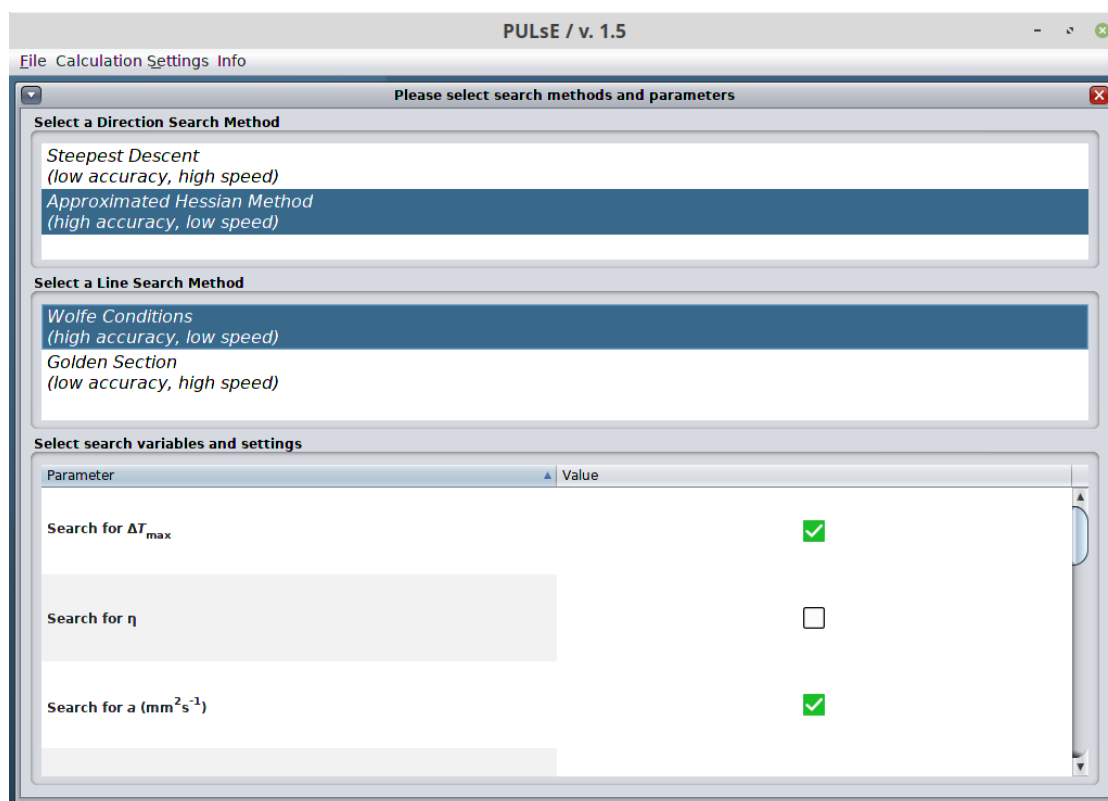 PULsE / v. 1.5
File Calculation Settings Info
Please select search methods and parameters
Select a Direction Search Method
Steepest Descent
(low accuracy, high speed)
Approximated Hessian Method
(high accuracy, low speed)
Select a Line Search Method
Wolfe Conditions
(high accuracy, low speed)
Golden Section
(low accuracy, high speed)
Select search variables and settings
Parameter Value
Search for ΔT_max
Search for η
Search for a (mm²s⁻¹)